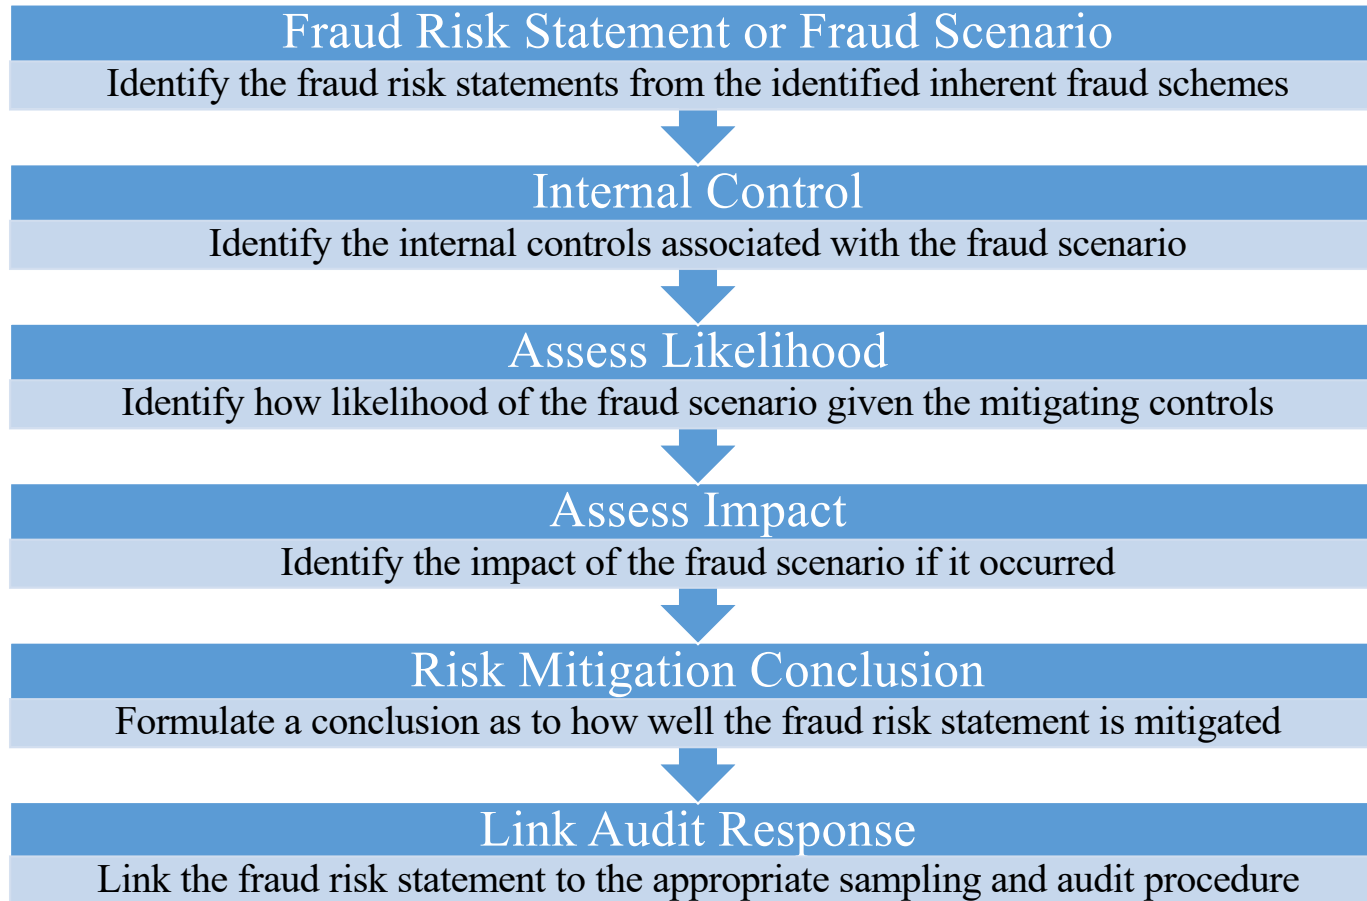 Fraud Risk Statement or Fraud Scenario
Identify the fraud risk statements from the identified inherent fraud schemes
Internal Control
Identify the internal controls associated with the fraud scenario
Assess Likelihood
Identify how likelihood of the fraud scenario given the mitigating controls
Assess Impact
Identify the impact of the fraud scenario if it occurred
Risk Mitigation Conclusion
Formulate a conclusion as to how well the fraud risk statement is mitigated
Link Audit Response
Link the fraud risk statement to the appropriate sampling and audit procedure